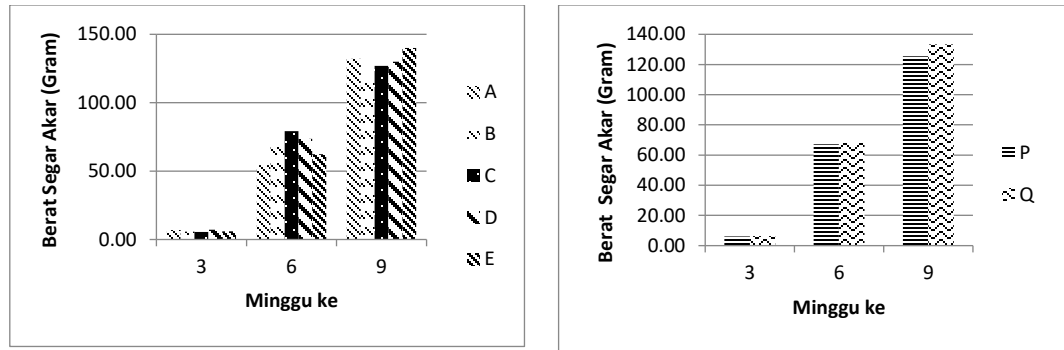 Berat Segar Akar (Gram)
150.00
100.00
50.00
0.00
3 6 9
Minggu ke
A
B
C
D
E
Berat Segar Akar (Gram)
140.00
120.00
100.00
80.00
60.00
40.00
20.00
0.00
3 6 9
Minggu ke
P
Q